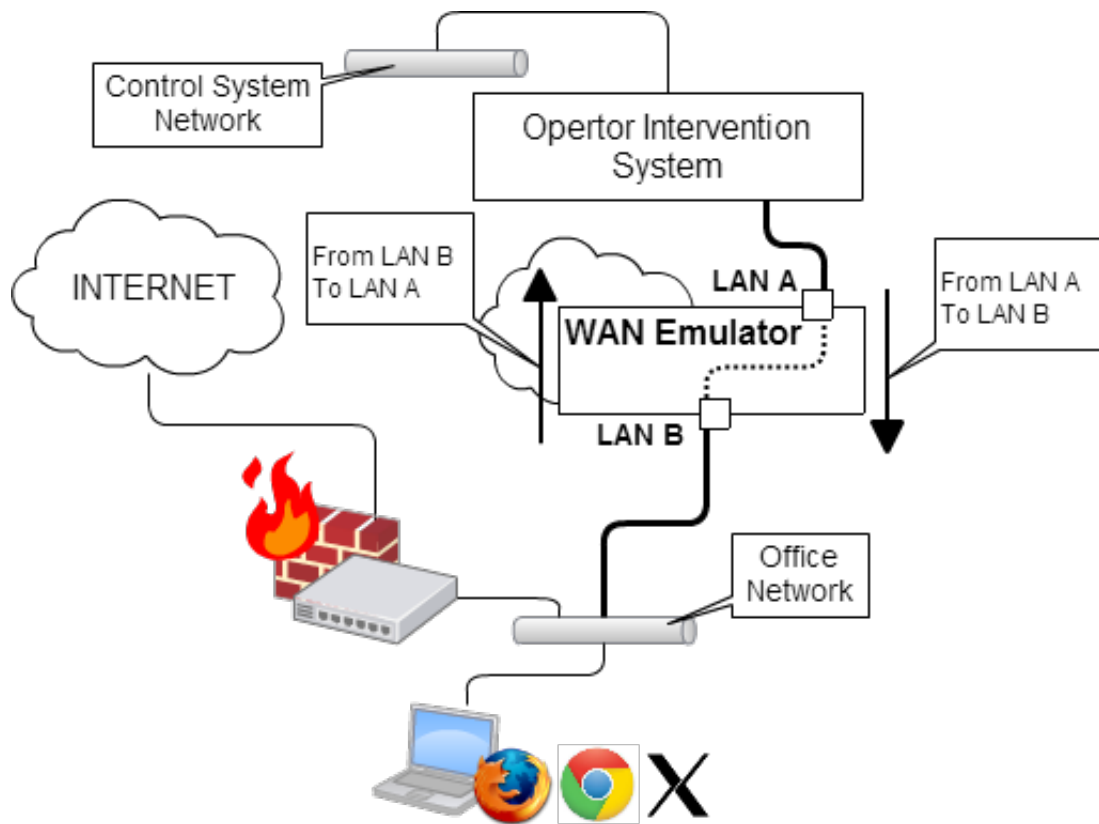 Control System
Network
Opertor Intervention
System
INTERNET
From LAN B
To LAN A
LAN A
From LAN A
To LAN B
WAN Emulator
LAN B
Office
Network